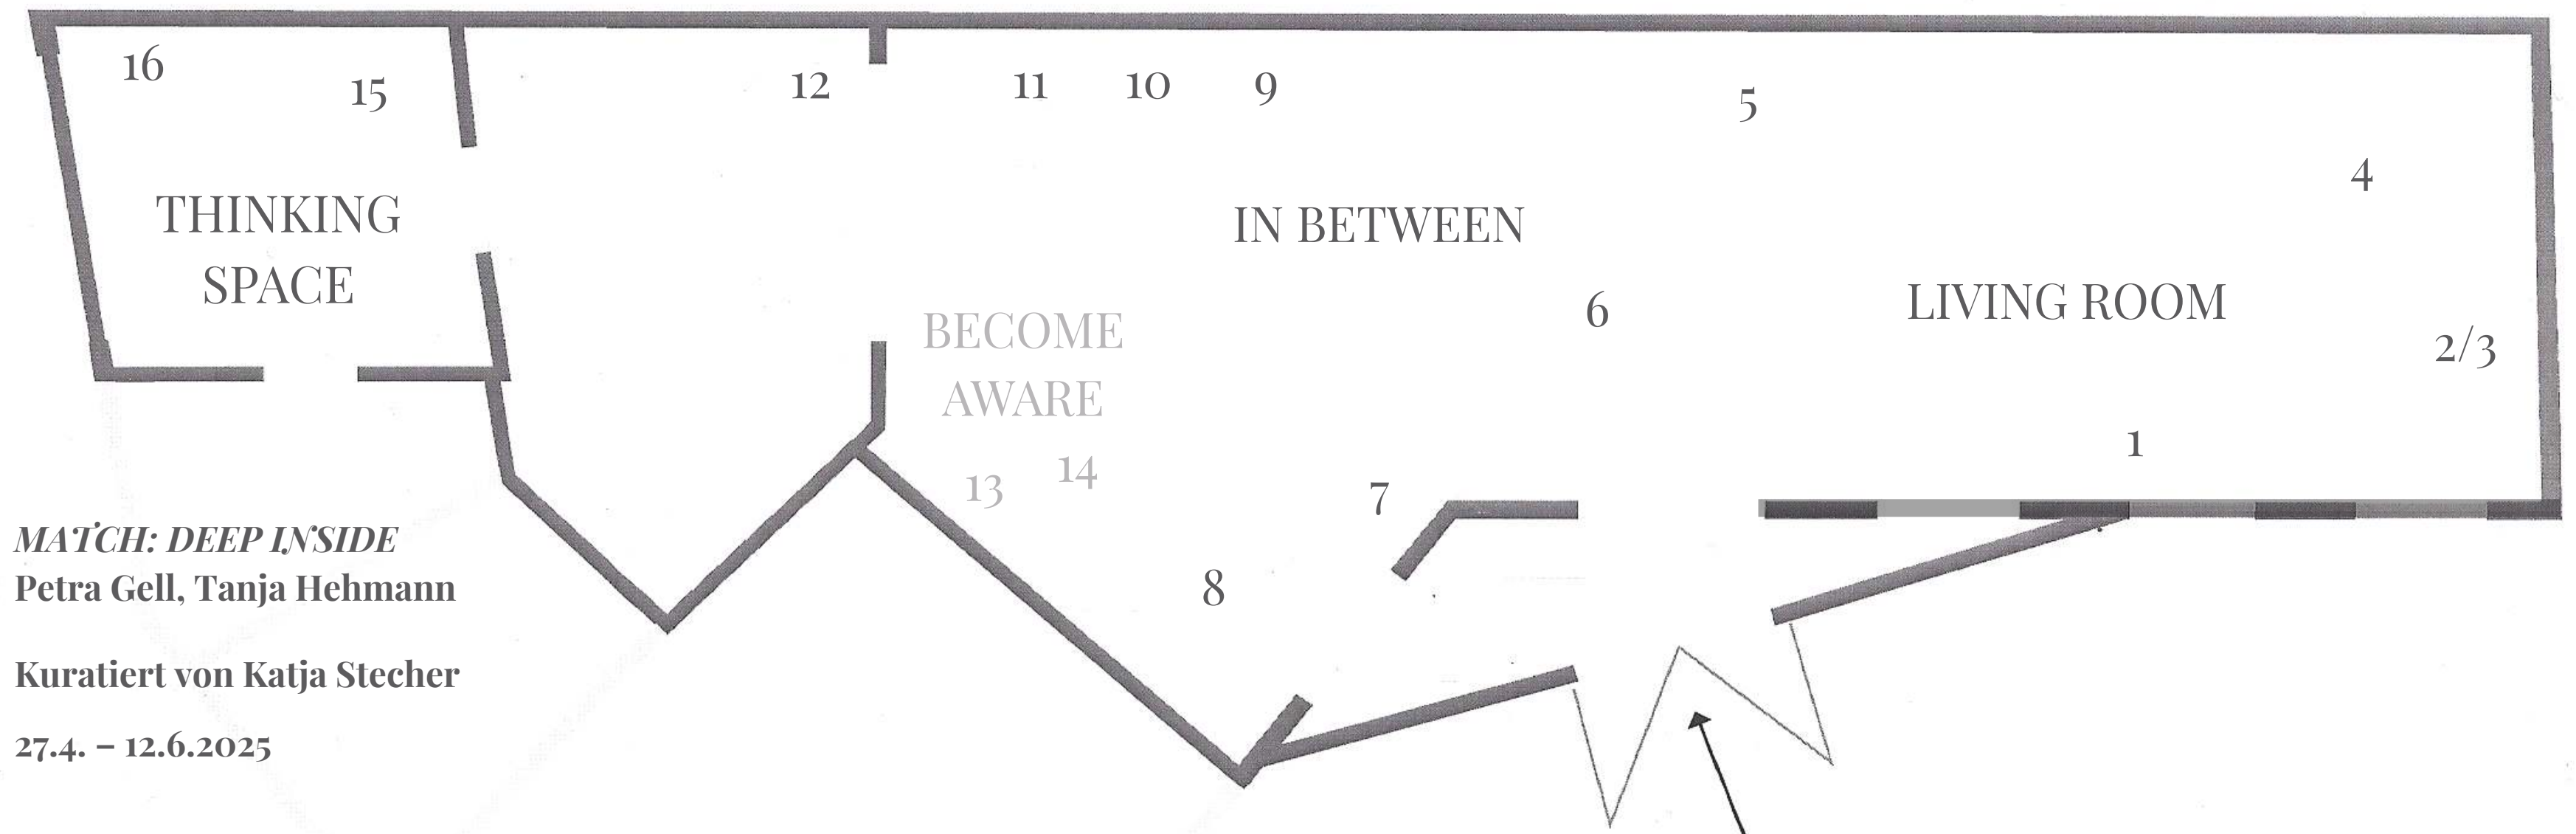 16
15
12
11
10
9
5
4
THINKING
SPACE
IN BETWEEN
6
LIVING ROOM
2/3
BECOME
AWARE
13
14
1
7
8
MATCH: DEEP INSIDE
Petra Gell, Tanja Hehmann
Kuratiert von Katja Stecher
27.4. – 12.6.2025